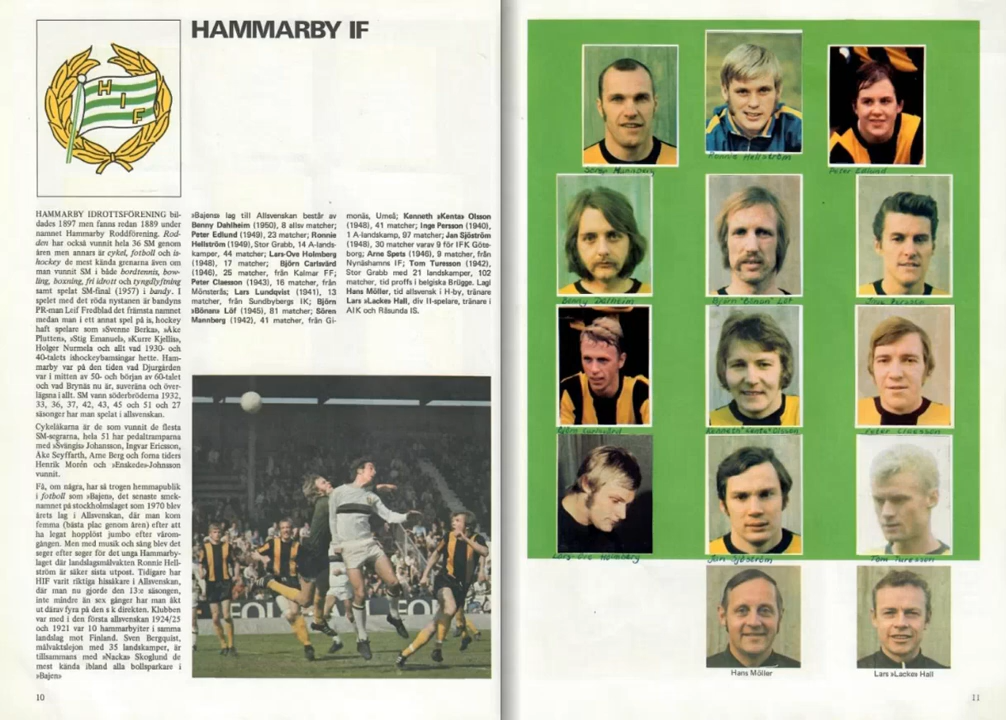 HAMMARBY IF
H
I
F
HAMMARBY IDROTTSFÖRENING bil-
dades 1897 men fanns redan 1889 under
namnet Hammarby Roddförening. Rod-
den har också vunnit hela 36 SM genom
åren men annars är cykel, fotboll och is-
hockey de mest kända grenarna även om
man vunnit SM i både bordtennis, bow-
ling, boxning, fri idrott och tyngdlyftning
samt spelat SM-final (1957) i bandy. I
spelet med det röda nystanet är bandyns
PR-man Leif Fredblad det främsta namnet
medan man i ett annat spel på is, hockey
haft spelare som »Svenne Berka», »Åke
Plutten», »Stig Emanuel», »Kurre Kjellis»,
Holger Nurmela och allt vad 1930- och
40-talets ishockeybamsingar hette. Ham-
marby var på den tiden vad Djurgården
var i mitten av 50- och början av 60-talet
och vad Brynäs nu är, suveräna och över-
lägsna i allt. SM vann söderbröderna 1932,
33, 36, 37, 42, 43, 45 och 51 och 27
säsonger har man spelat i allsvenskan.
Cykelåkarna är de som vunnit de flesta
SM-segrarna, hela 51 har pedaltramparna
med »Svängis» Johansson, Ingvar Ericsson,
Åke Seyffarth, Arne Berg och forna tiders
Henrik Morén och »Enskede»-Johnsson
vunnit.
Få, om några, har så trogen hemmapublik
i fotboll som »Bajen», det senaste smek-
namnet på stockholmslaget som 1970 blev
årets lag i Allsvenskan, där man kom
femma (bästa plac genom åren) efter att
ha legat hopplöst jumbo efter vårom-
gången. Men med musik och sång blev det
seger efter seger för det unga Hammarby-
laget där landslagsmålvakten Ronnie Hell-
ström är säker sista utpost. Tidigare har
HIF varit riktiga hissåkare i Allsvenskan,
där man nu gjorde den 13:e säsongen,
inte mindre än sex gånger har man åkt
ut därav fyra på den s k direkten. Klubben
var med i den första allsvenskan 1924/25
och 1921 var 10 hammarbyiter i samma
landslag mot Finland. Sven Bergquist,
målvaktslejon med 35 landskamper, är
tillsammans med »Nacka» Skoglund de
mest kända ibland alla bollsparkare i
»Bajen»
»Bajens» lag till Allsvenskan består av
Benny Dahlheim (1950), 8 allsv matcher;
Peter Edlund (1949), 23 matcher; Ronnie
Hellström (1949), Stor Grabb, 14 A-lands-
kamper, 44 matcher; Lars-Ove Holmberg
(1948), 17 matcher; Björn Carlsvärd
(1946), 25 matcher, från Kalmar FF;
Peter Claesson (1943), 16 matcher, från
Mönsterås; Lars Lundqvist (1941), 13
matcher, från Sundbybergs IK; Björn
»Bönan» Löf (1945), 81 matcher; Sören
Mannberg (1942), 41 matcher, från Gi-
monäs, Umeå; Kenneth »Kenta» Olsson
(1948), 41 matcher; Inge Persson (1940),
1 A-landskamp, 97 matcher; Jan Sjöström
(1948), 30 matcher varav 9 för IFK Göte-
borg; Arne Spets (1946), 9 matcher, från
Nynäshamns IF; Tom Turesson (1942),
Stor Grabb med 21 landskamper, 102
matcher, tid proffs i belgiska Brügge. Lagl
Hans Möller, tid allsvensk i H-by, tränare
Lars »Lacke» Hall, div II-spelare, tränare i
AIK och Råsunda IS.
FOI
FOI
10
Ronnie Hellström
Mannberg
Peter Edlund
Benny Dalheim
Björn "Bönan" Löf
Persson
Björn
Kenneth "Kenta" Olsson
Peter Claesson
Lars-Ove Holmberg
Jan Sjöström
Tom Turesson
Hans Möller
Lars »Lacke» Hall
11